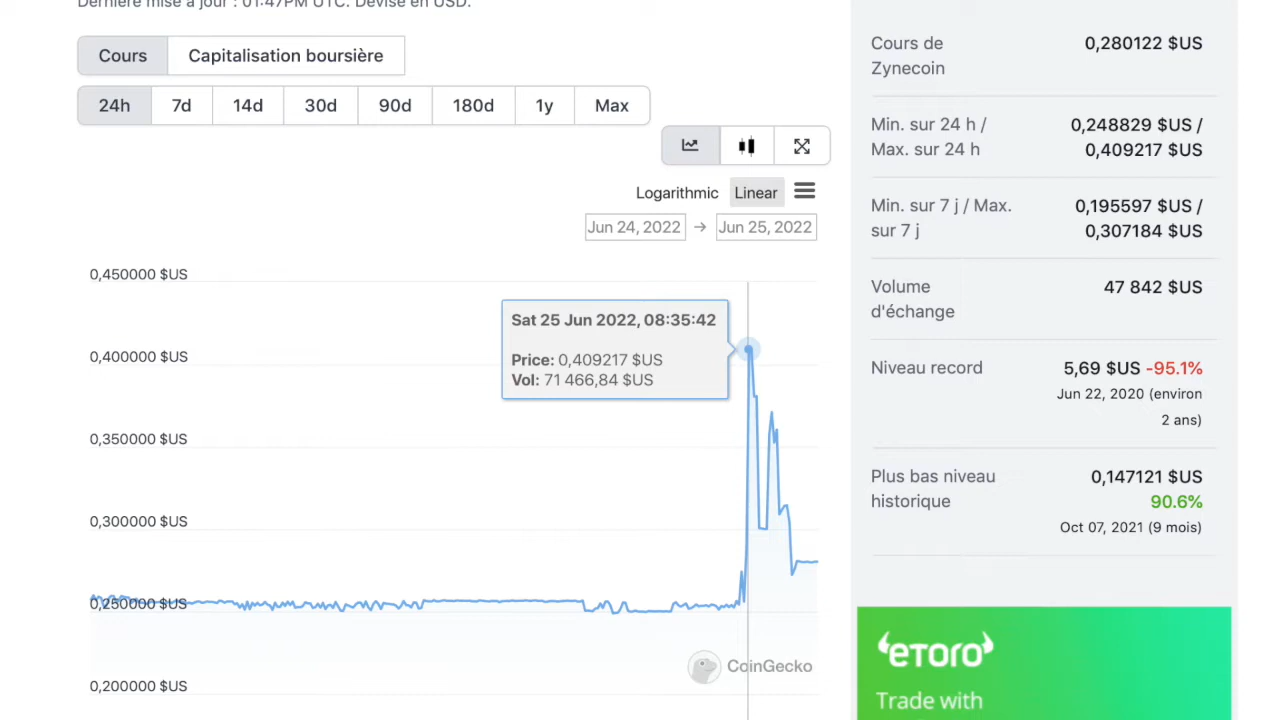 Dernière mise à jour : 01:47PM UTC. Devise en USD.
Cours
Capitalisation boursière
24h
7d
14d
30d
90d
180d
1y
Max
Logarithmic
Linear
Jun 24, 2022 → Jun 25, 2022
0,450000 $US
0,400000 $US
0,350000 $US
0,300000 $US
0,250000 $US
0,200000 $US
Sat 25 Jun 2022, 08:35:42
Price: 0,409217 $US
Vol: 71 466,84 $US
CoinGecko
Cours de
Zynecoin
0,280122 $US
Min. sur 24 h /
Max. sur 24 h
0,248829 $US /
0,409217 $US
Min. sur 7 j / Max.
sur 7 j
0,195597 $US /
0,307184 $US
Volume
d'échange
47 842 $US
Niveau record
5,69 $US -95.1%
Jun 22, 2020 (environ
2 ans)
Plus bas niveau
historique
0,147121 $US
90.6%
Oct 07, 2021 (9 mois)
eTORO
Trade with